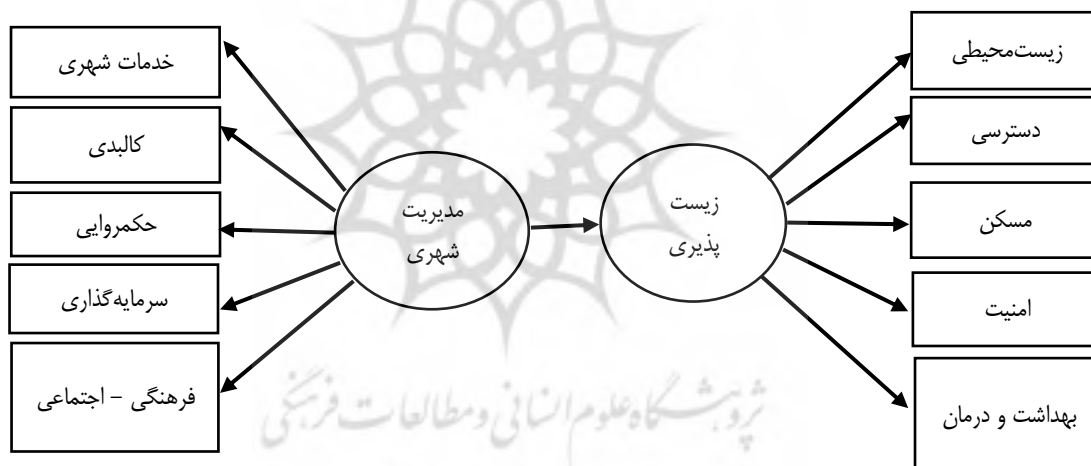 زیست‌محیطی
دسترسی
مسکن
امنیت
بهداشت و درمان
زیست
پذیری
مدیریت
شهری
خدمات شهری
کالبدی
حکمروایی
سرمایه‌گذاری
فرهنگی – اجتماعی
پژوهشگاه علوم انسانی و مطالعات فرهنگی